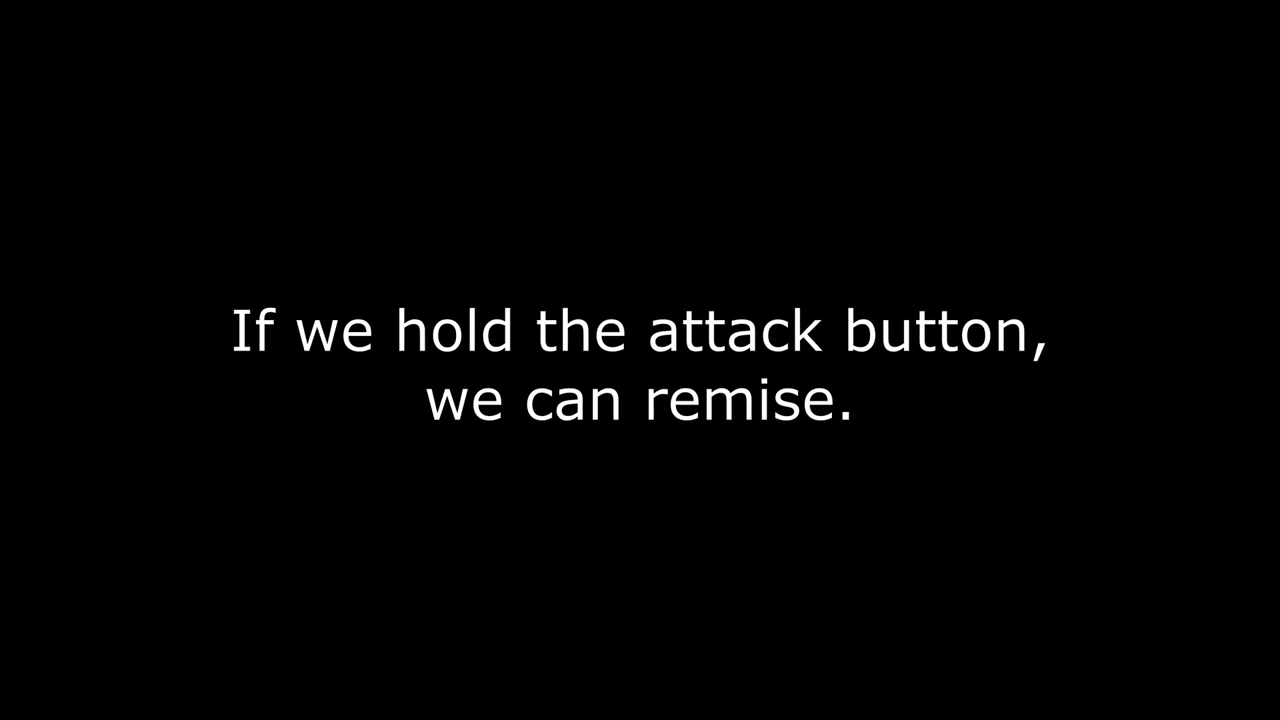 If we hold the attack button,
we can remise.